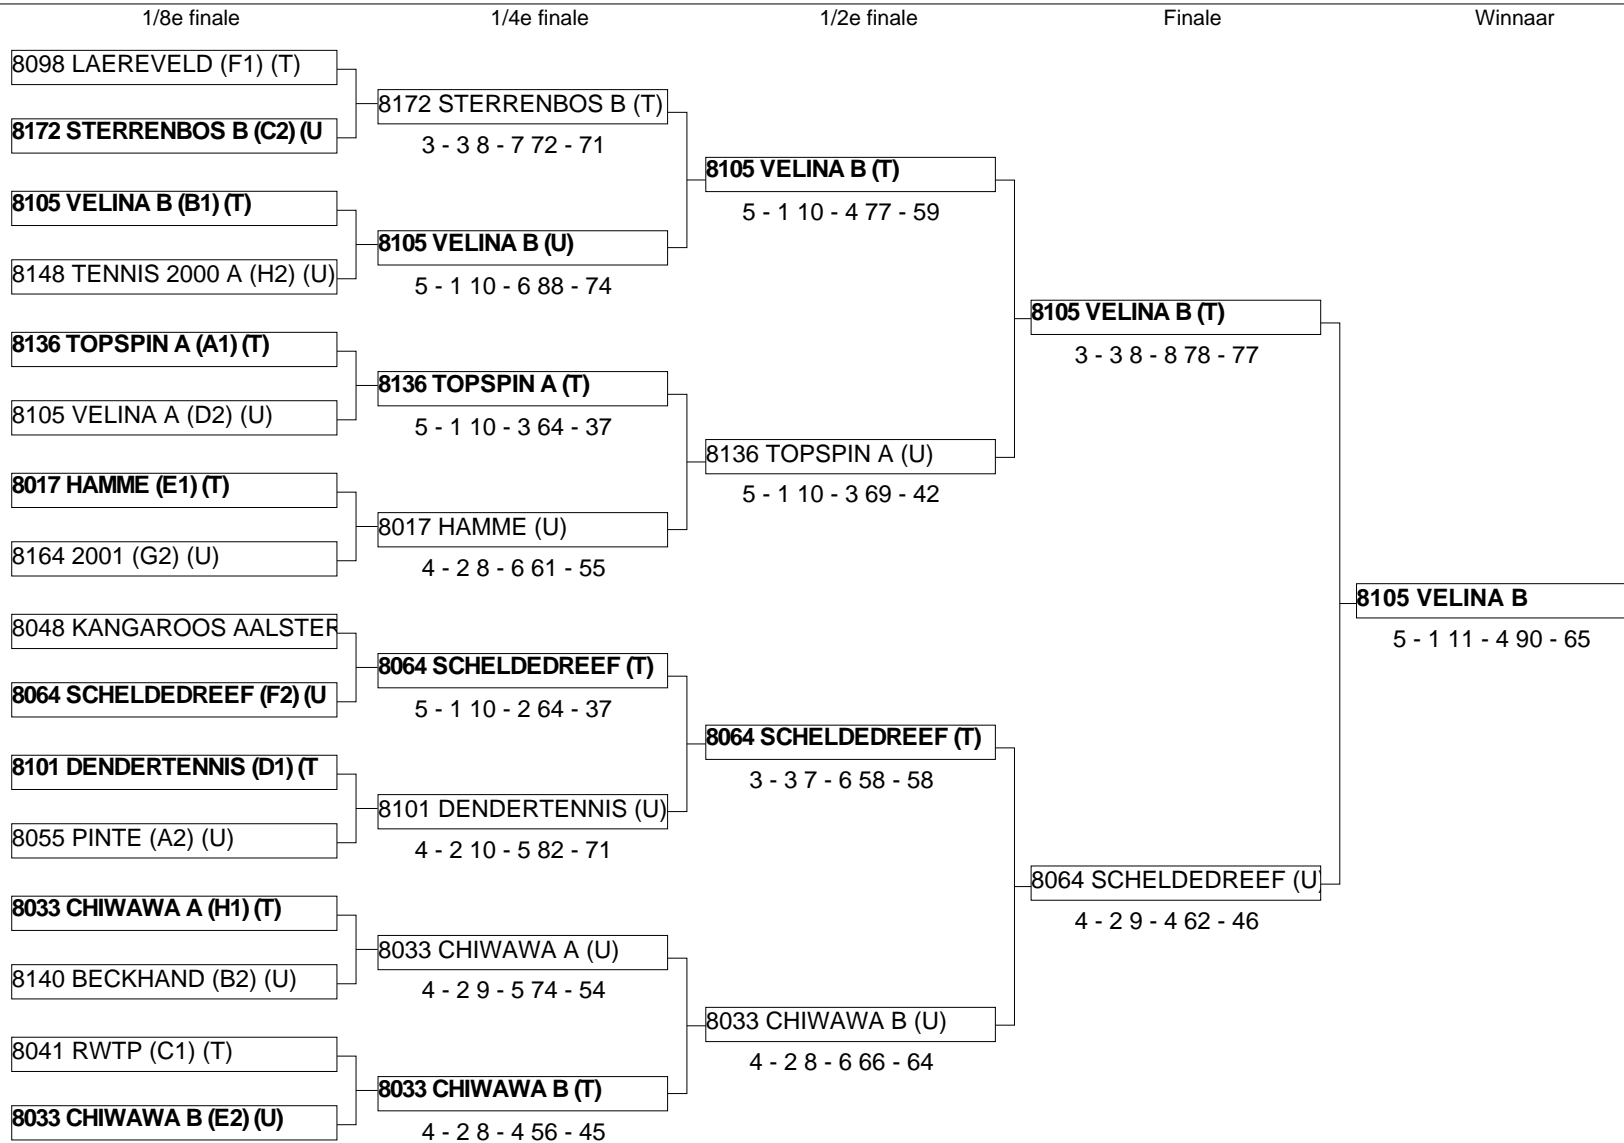 1/8e finale
1/4e finale
1/2e finale
Finale
Winnaar
8098 LAEREVELD (F1) (T)
8172 STERRENBOS B (C2) (U
8105 VELINA B (B1) (T)
8148 TENNIS 2000 A (H2) (U)
8136 TOPSPIN A (A1) (T)
8105 VELINA A (D2) (U)
8017 HAMME (E1) (T)
8164 2001 (G2) (U)
8048 KANGAROOS AALSTER
8064 SCHELDEDREEF (F2) (U
8101 DENDERTENNIS (D1) (T
8055 PINTE (A2) (U)
8033 CHIWAWA A (H1) (T)
8140 BECKHAND (B2) (U)
8041 RWTP (C1) (T)
8033 CHIWAWA B (E2) (U)
8172 STERRENBOS B (T)
3 - 3 8 - 7 72 - 71
8105 VELINA B (U)
5 - 1 10 - 6 88 - 74
8136 TOPSPIN A (T)
5 - 1 10 - 3 64 - 37
8017 HAMME (U)
4 - 2 8 - 6 61 - 55
8064 SCHELDEDREEF (T)
5 - 1 10 - 2 64 - 37
8101 DENDERTENNIS (U)
4 - 2 10 - 5 82 - 71
8033 CHIWAWA A (U)
4 - 2 9 - 5 74 - 54
8033 CHIWAWA B (T)
4 - 2 8 - 4 56 - 45
8105 VELINA B (T)
5 - 1 10 - 4 77 - 59
8136 TOPSPIN A (U)
5 - 1 10 - 3 69 - 42
8064 SCHELDEDREEF (T)
3 - 3 7 - 6 58 - 58
8033 CHIWAWA B (U)
4 - 2 8 - 6 66 - 64
8105 VELINA B (T)
3 - 3 8 - 8 78 - 77
8064 SCHELDEDREEF (U)
4 - 2 9 - 4 62 - 46
8105 VELINA B
5 - 1 11 - 4 90 - 65